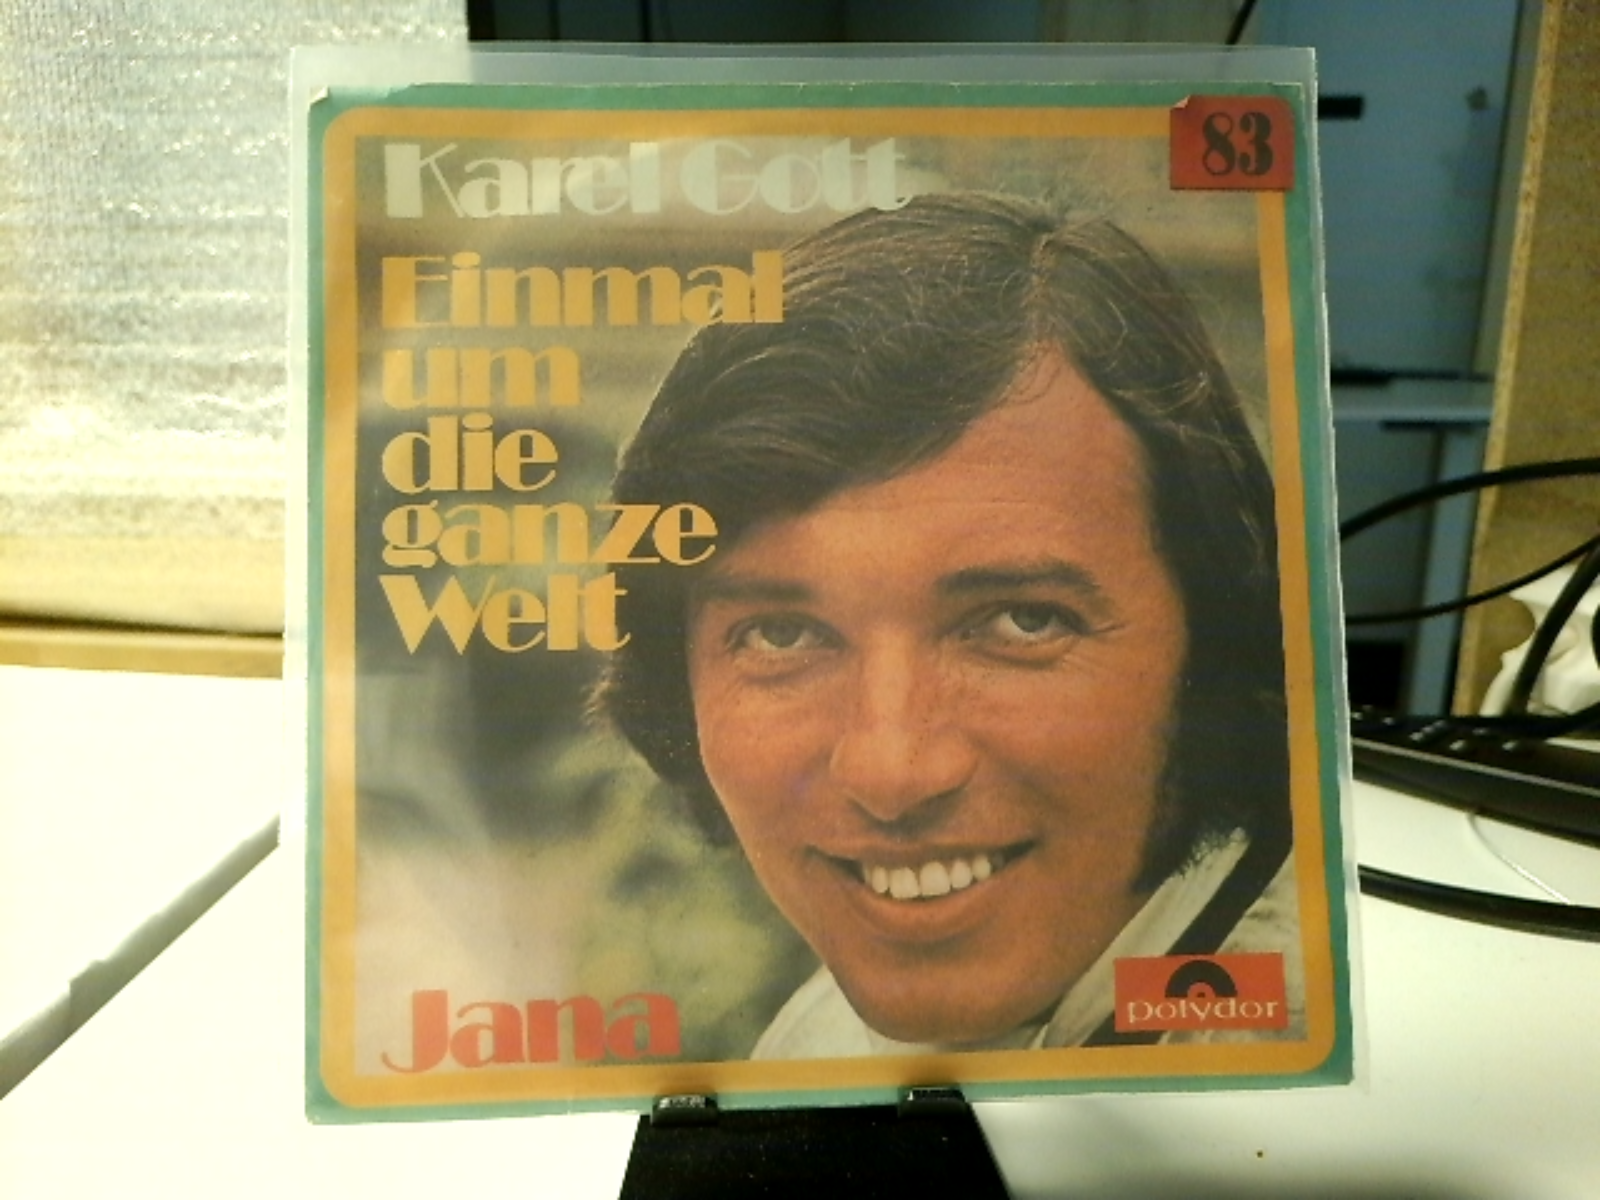 83
Karel Gott
Einmal
um
die
ganze
Welt
Jana
polydor